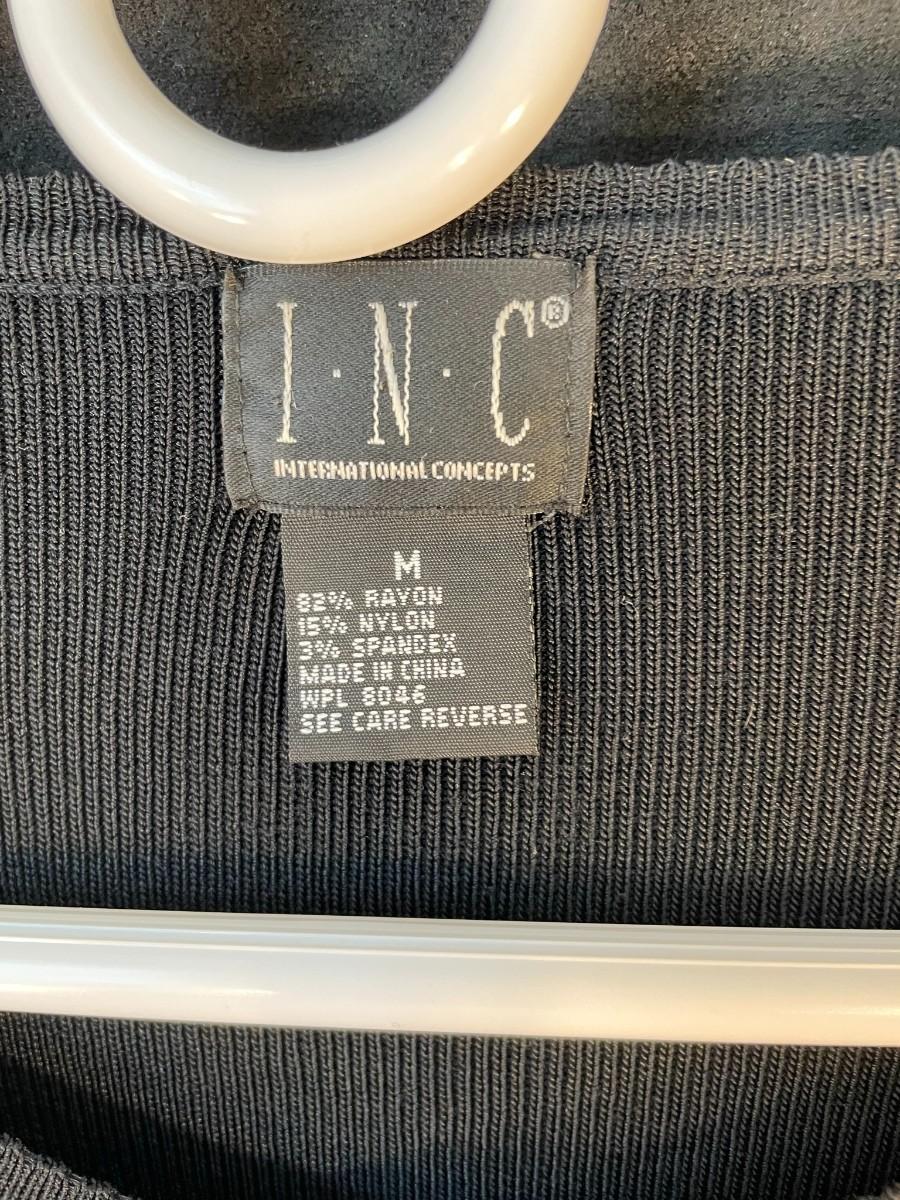 I·N·C®
INTERNATIONAL CONCEPTS
M
82% RAYON
15% NYLON
3% SPANDEX
MADE IN CHINA
WPL 8046
SEE CARE REVERSE